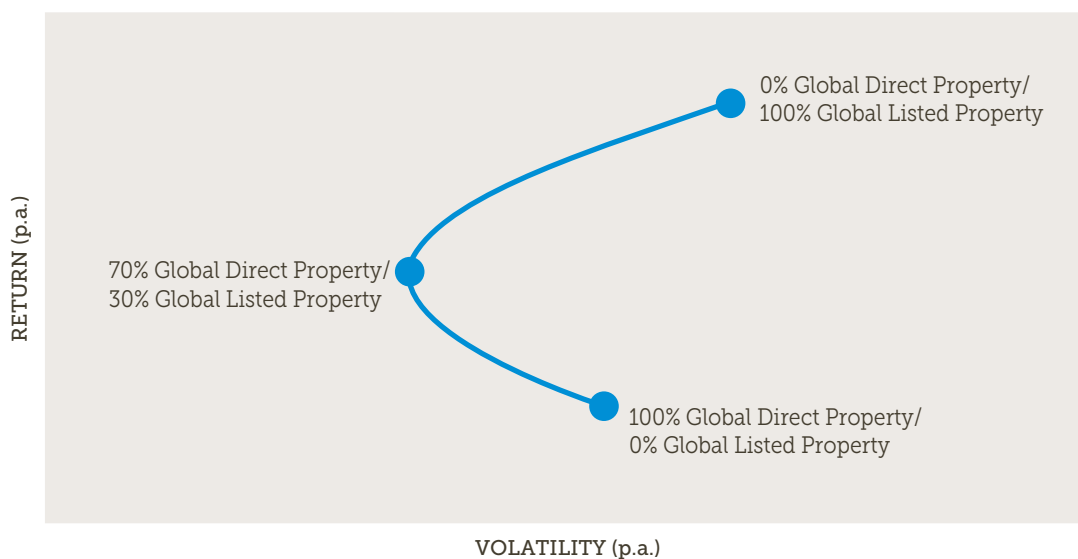 0% Global Direct Property/
100% Global Listed Property
RETURN (p.a.)
70% Global Direct Property/
30% Global Listed Property
100% Global Direct Property/
0% Global Listed Property
VOLATILITY (p.a.)